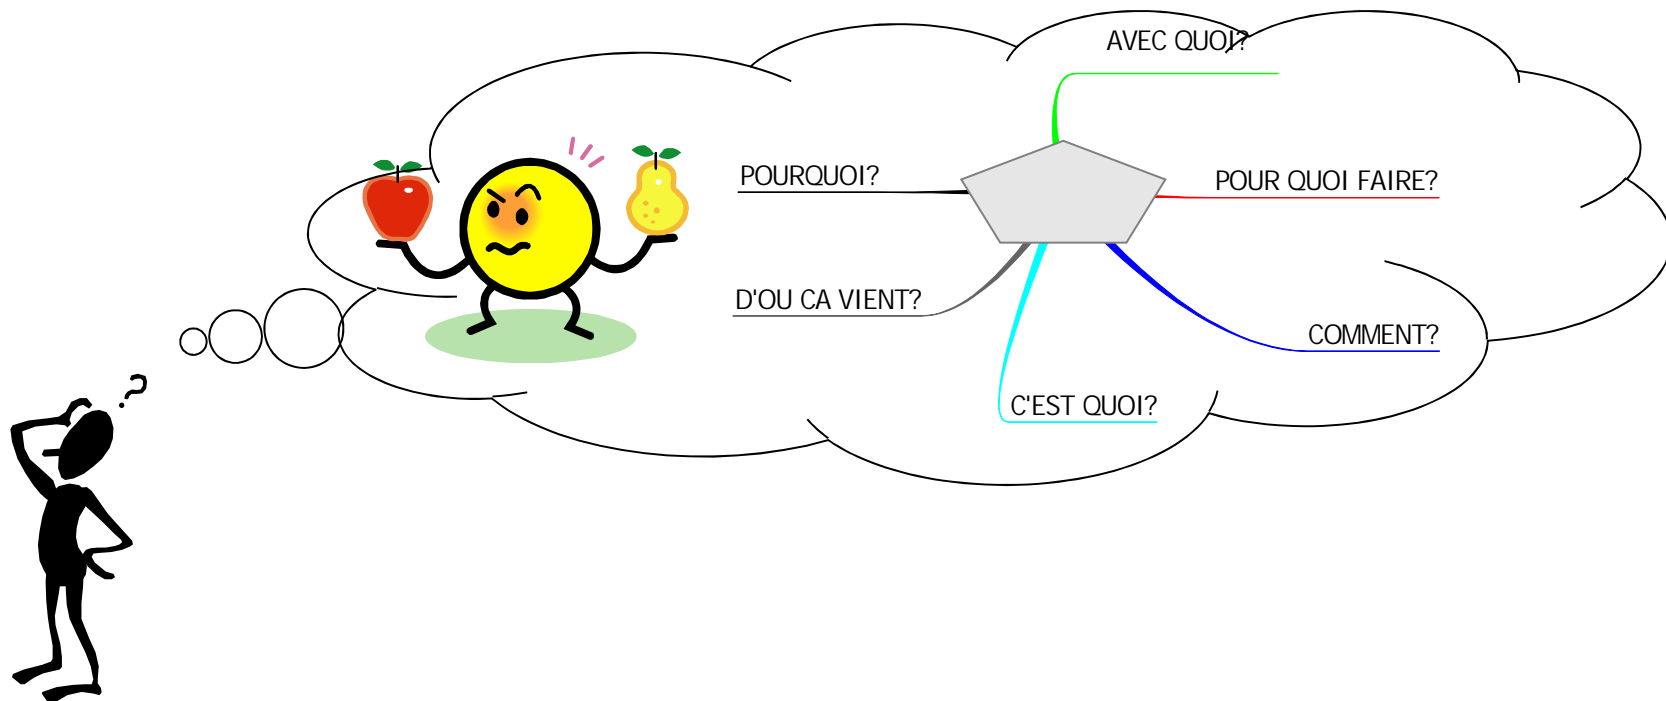 AVEC QUOI?
POURQUOI?
POUR QUOI FAIRE?
D'OU CA VIENT?
COMMENT?
C'EST QUOI?
?